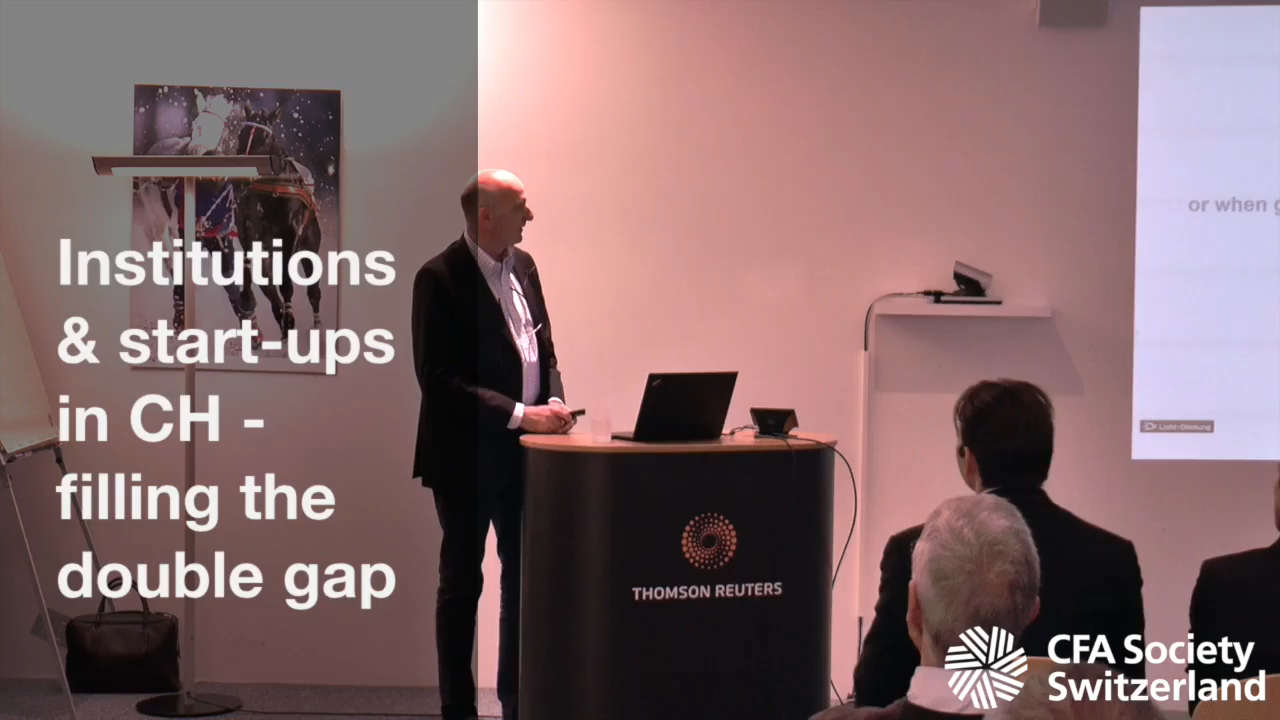 Institutions
& start-ups
in CH -
filling the
double gap
or when
THOMSON REUTERS
CFA Society
Switzerland